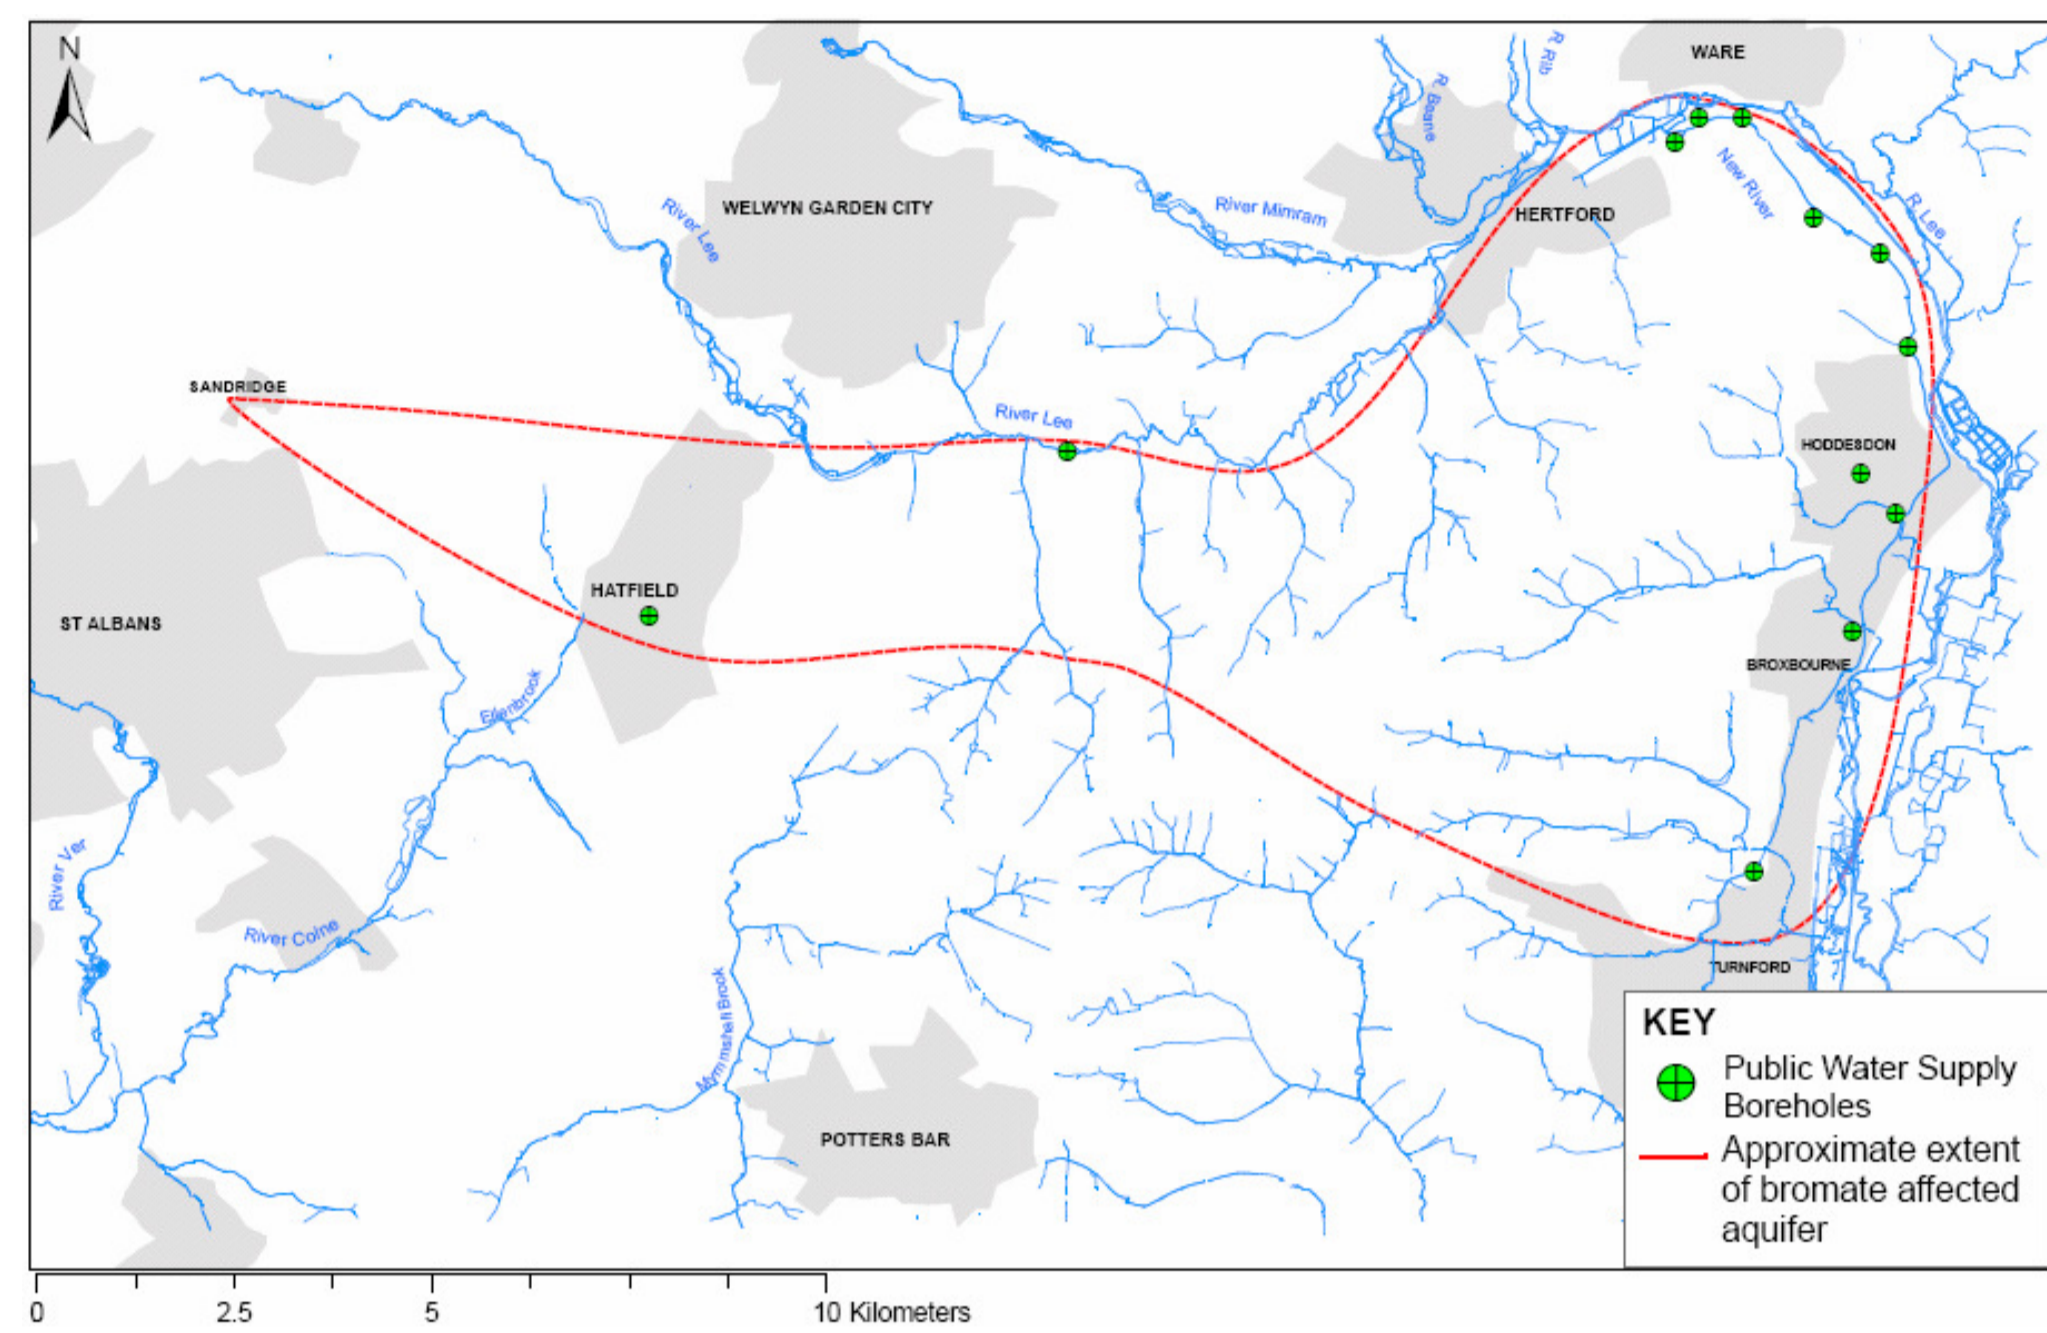 N
WARE
R. Rib
R. Beane
New River
R. Lee
WELWYN GARDEN CITY
River Lee
River Mimram
HERTFORD
SANDRIDGE
River Lee
HODDESDON
HATFIELD
ST ALBANS
BROXBOURNE
Ellenbrook
River Ver
River Colne
TURNFORD
Mymmshall Brook
POTTERS BAR
KEY
Public Water Supply
Boreholes
Approximate extent
of bromate affected
aquifer
0 2.5 5 10 Kilometers